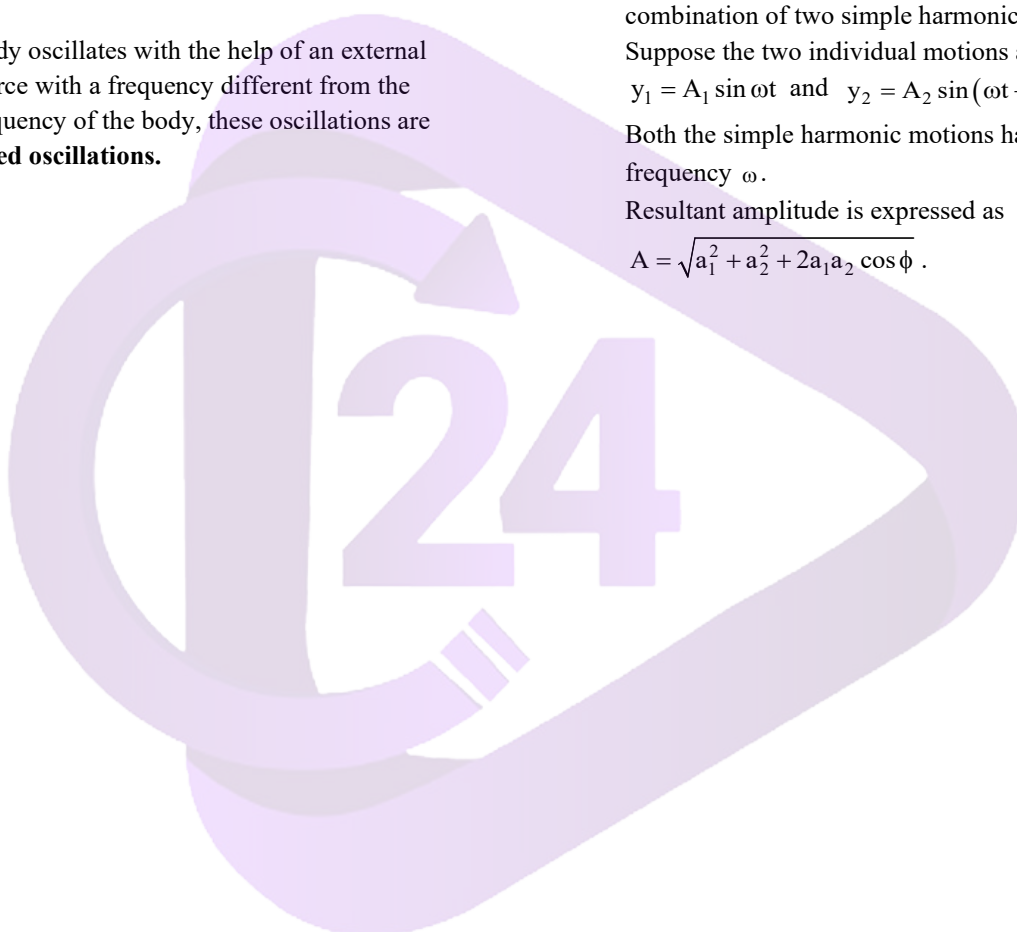 dy oscillates with the help of an external
rce with a frequency different from the
quency of the body, these oscillations are
ed oscillations.
combination of two simple harmonic
Suppose the two individual motions
y₁ = A₁ sin ωt and y₂ = A₂ sin (ωt
Both the simple harmonic motions ha
frequency ω.
Resultant amplitude is expressed as
A = √(a₁² + a₂² + 2a₁a₂ cos ϕ) .
24